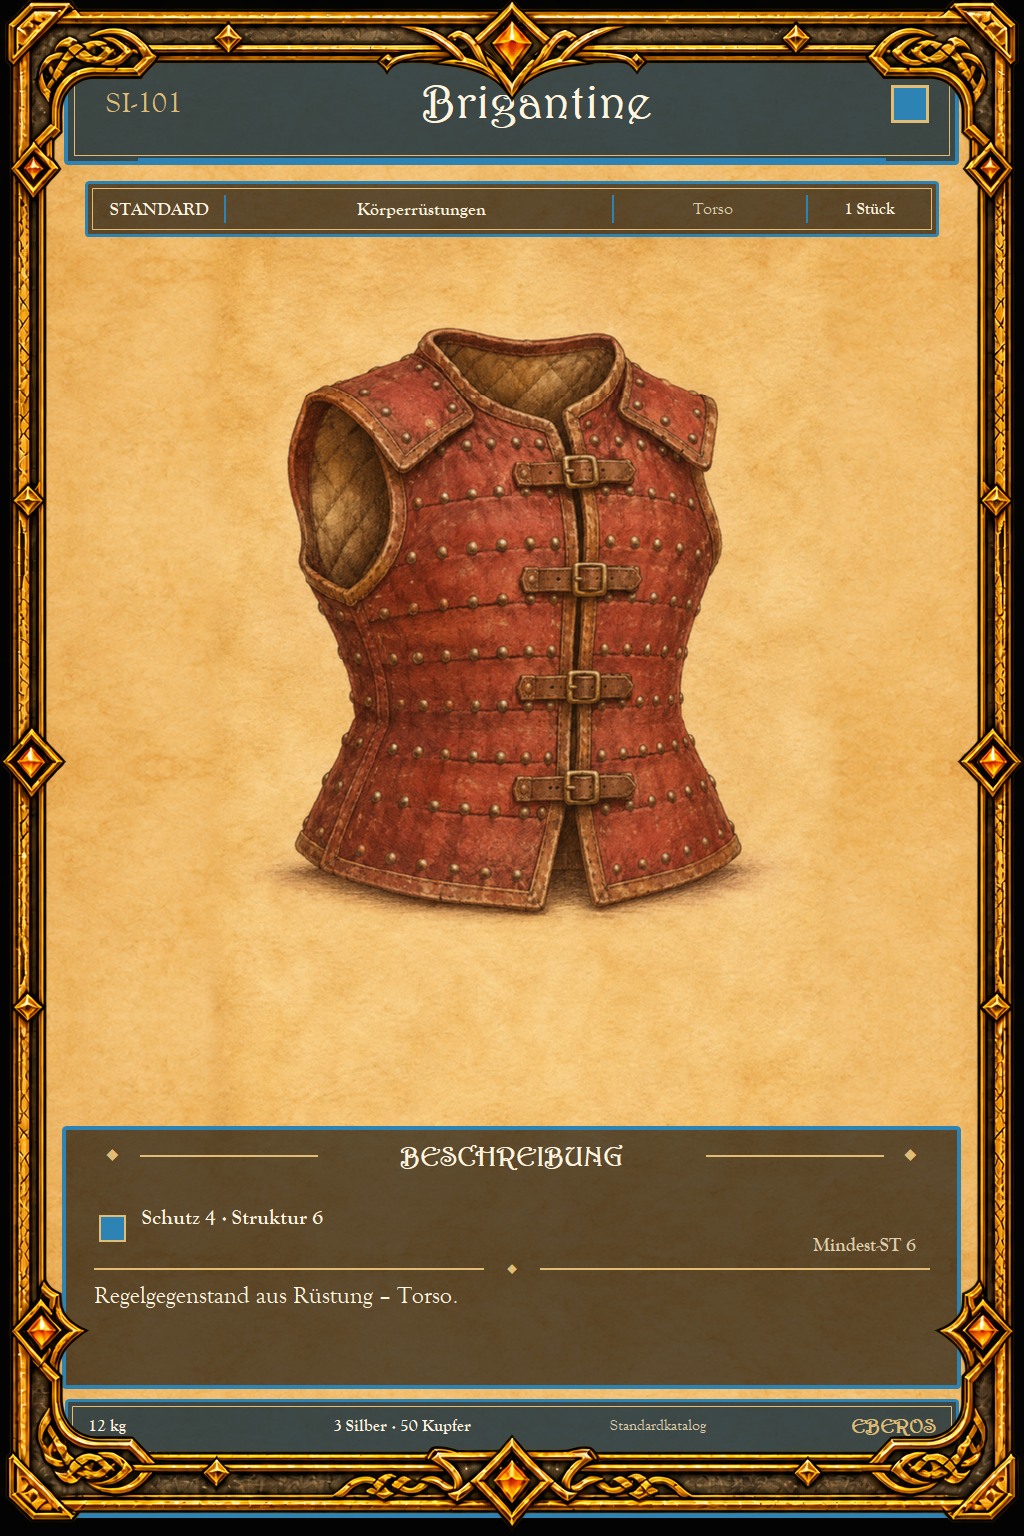 SI-101
Brigantine
STANDARD
Körperrüstungen
Torso
1 Stück
BESCHREIBUNG
Schutz 4 · Struktur 6
Mindest-ST 6
Regelgegenstand aus Rüstung – Torso.
12 kg
3 Silber · 50 Kupfer
Standardkatalog
EBEROS